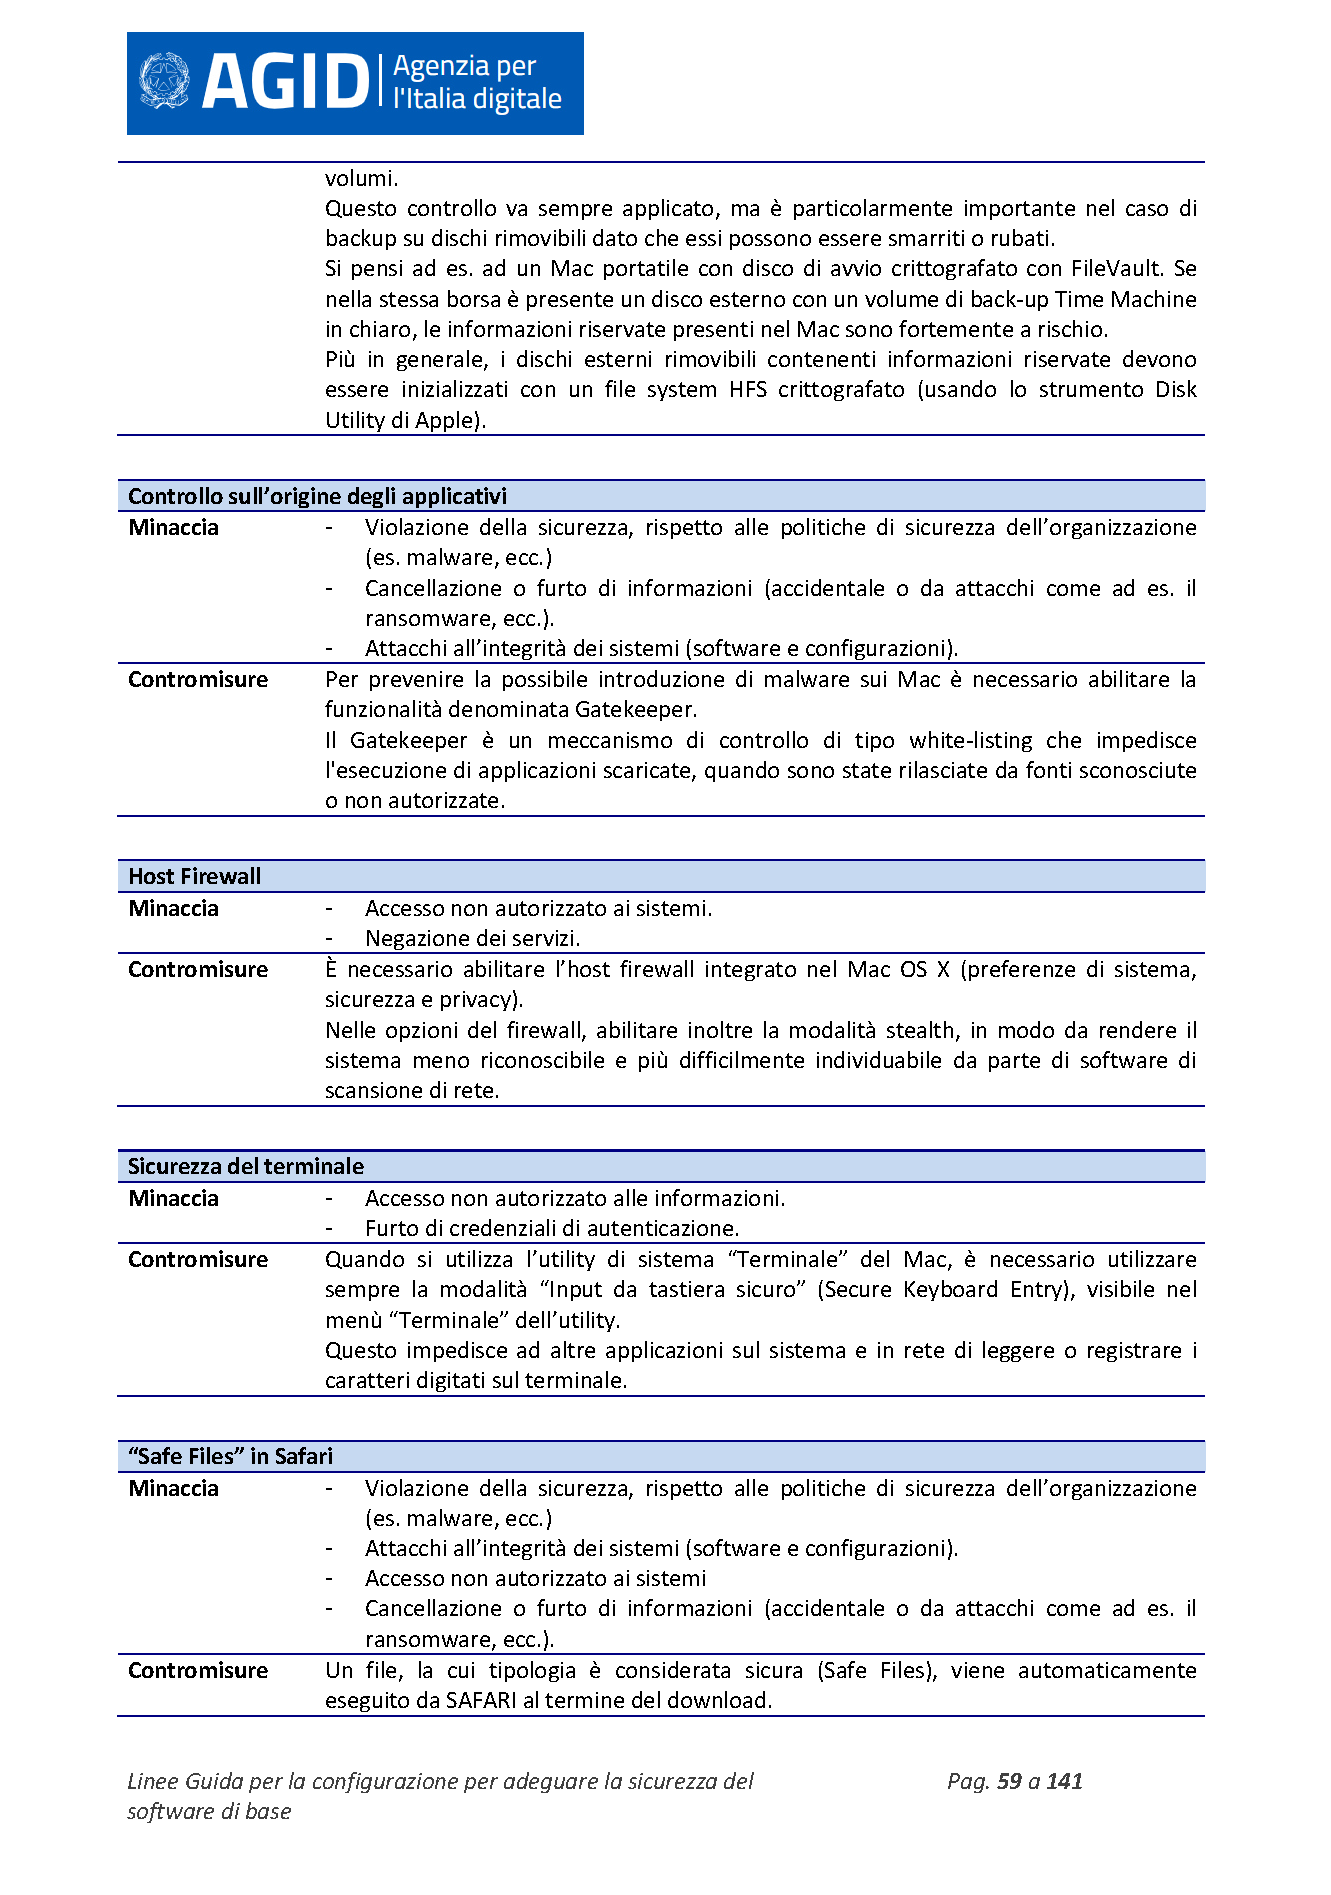 AGID Agenzia per
l'Italia digitale
volumi.
Questo controllo va sempre applicato, ma è particolarmente importante nel caso di
backup su dischi rimovibili dato che essi possono essere smarriti o rubati.
Si pensi ad es. ad un Mac portatile con disco di avvio crittografato con FileVault. Se
nella stessa borsa è presente un disco esterno con un volume di back-up Time Machine
in chiaro, le informazioni riservate presenti nel Mac sono fortemente a rischio.
Più in generale, i dischi esterni rimovibili contenenti informazioni riservate devono
essere inizializzati con un file system HFS crittografato (usando lo strumento Disk
Utility di Apple).
Controllo sull’origine degli applicativi
Minaccia - Violazione della sicurezza, rispetto alle politiche di sicurezza dell’organizzazione
(es. malware, ecc.)
- Cancellazione o furto di informazioni (accidentale o da attacchi come ad es. il
ransomware, ecc.).
- Attacchi all’integrità dei sistemi (software e configurazioni).
Contromisure Per prevenire la possibile introduzione di malware sui Mac è necessario abilitare la
funzionalità denominata Gatekeeper.
Il Gatekeeper è un meccanismo di controllo di tipo white-listing che impedisce
l'esecuzione di applicazioni scaricate, quando sono state rilasciate da fonti sconosciute
o non autorizzate.
Host Firewall
Minaccia - Accesso non autorizzato ai sistemi.
- Negazione dei servizi.
Contromisure È necessario abilitare l’host firewall integrato nel Mac OS X (preferenze di sistema,
sicurezza e privacy).
Nelle opzioni del firewall, abilitare inoltre la modalità stealth, in modo da rendere il
sistema meno riconoscibile e più difficilmente individuabile da parte di software di
scansione di rete.
Sicurezza del terminale
Minaccia - Accesso non autorizzato alle informazioni.
- Furto di credenziali di autenticazione.
Contromisure Quando si utilizza l’utility di sistema “Terminale” del Mac, è necessario utilizzare
sempre la modalità “Input da tastiera sicuro” (Secure Keyboard Entry), visibile nel
menù “Terminale” dell’utility.
Questo impedisce ad altre applicazioni sul sistema e in rete di leggere o registrare i
caratteri digitati sul terminale.
“Safe Files” in Safari
Minaccia - Violazione della sicurezza, rispetto alle politiche di sicurezza dell’organizzazione
(es. malware, ecc.)
- Attacchi all’integrità dei sistemi (software e configurazioni).
- Accesso non autorizzato ai sistemi
- Cancellazione o furto di informazioni (accidentale o da attacchi come ad es. il
ransomware, ecc.).
Contromisure Un file, la cui tipologia è considerata sicura (Safe Files), viene automaticamente
eseguito da SAFARI al termine del download.
Linee Guida per la configurazione per adeguare la sicurezza del Pag. 59 a 141
software di base